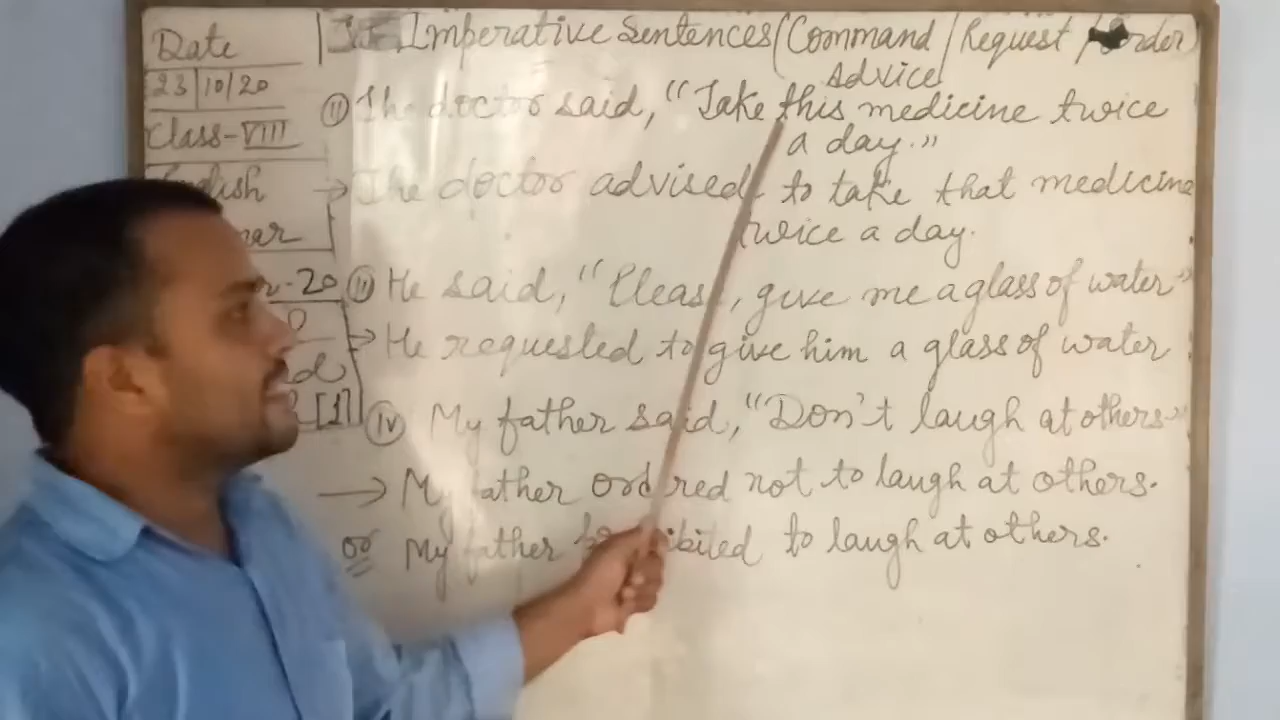 Date
23/10/20
Class-VIII
Imperative Sentences (Command / Request / order)
advice
ii The doctor said, "Take this medicine twice
a day."
→ The doctor advised to take that medicine
twice a day.
iii He said, "Please, give me a glass of water"
→ He requested to give him a glass of water
iv My father said, "Don't laugh at others."
→ My father ordered not to laugh at others.
or My father to laugh at others.